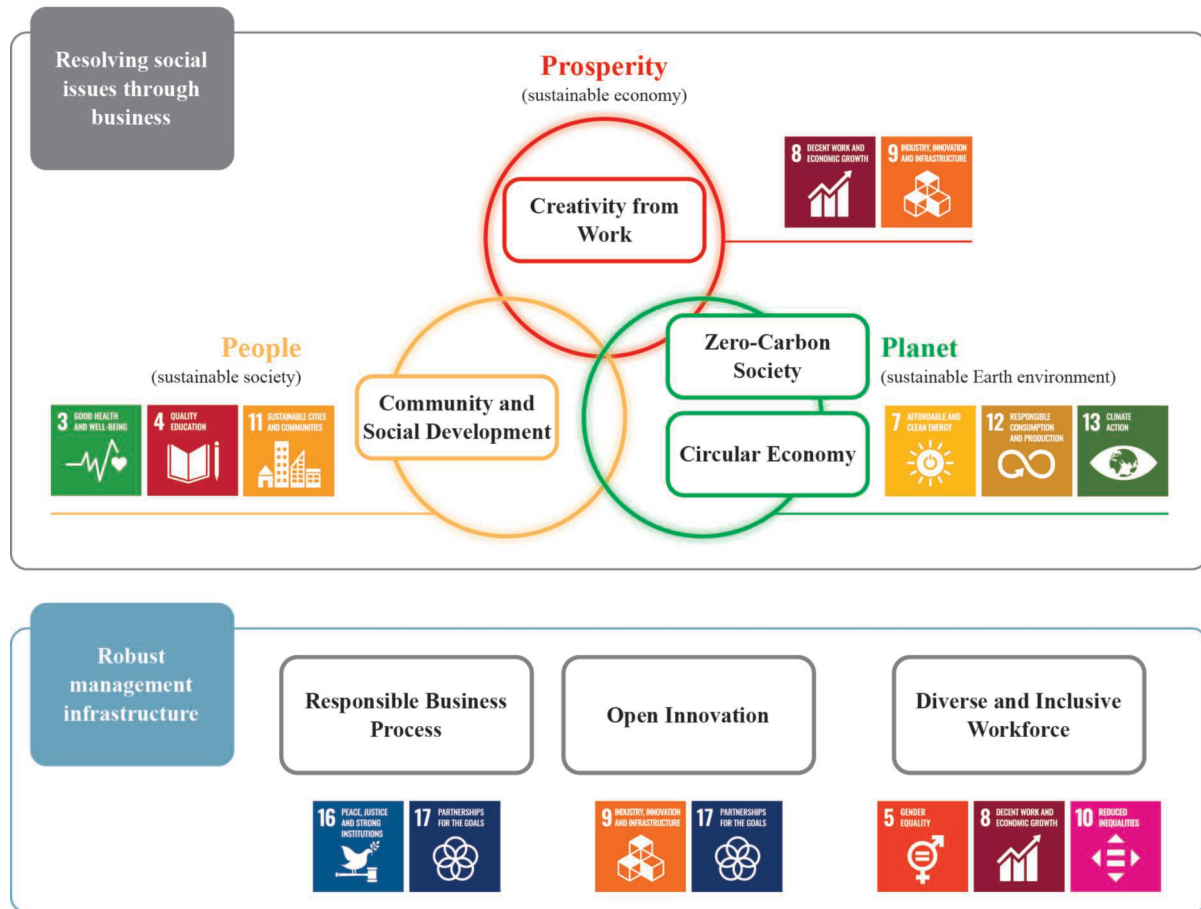 Resolving social
issues through
business
Prosperity
(sustainable economy)
8 DECENT WORK AND
ECONOMIC GROWTH
9 INDUSTRY, INNOVATION
AND INFRASTRUCTURE
Creativity from
Work
People
(sustainable society)
3 GOOD HEALTH
AND WELL-BEING
4 QUALITY
EDUCATION
11 SUSTAINABLE CITIES
AND COMMUNITIES
Community and
Social Development
Zero-Carbon
Society
Circular Economy
Planet
(sustainable Earth environment)
7 AFFORDABLE AND
CLEAN ENERGY
12 RESPONSIBLE
CONSUMPTION
AND PRODUCTION
13 CLIMATE
ACTION
Robust
management
infrastructure
Responsible Business
Process
16 PEACE, JUSTICE
AND STRONG
INSTITUTIONS
17 PARTNERSHIPS
FOR THE GOALS
Open Innovation
9 INDUSTRY, INNOVATION
AND INFRASTRUCTURE
17 PARTNERSHIPS
FOR THE GOALS
Diverse and Inclusive
Workforce
5 GENDER
EQUALITY
8 DECENT WORK AND
ECONOMIC GROWTH
10 REDUCED
INEQUALITIES